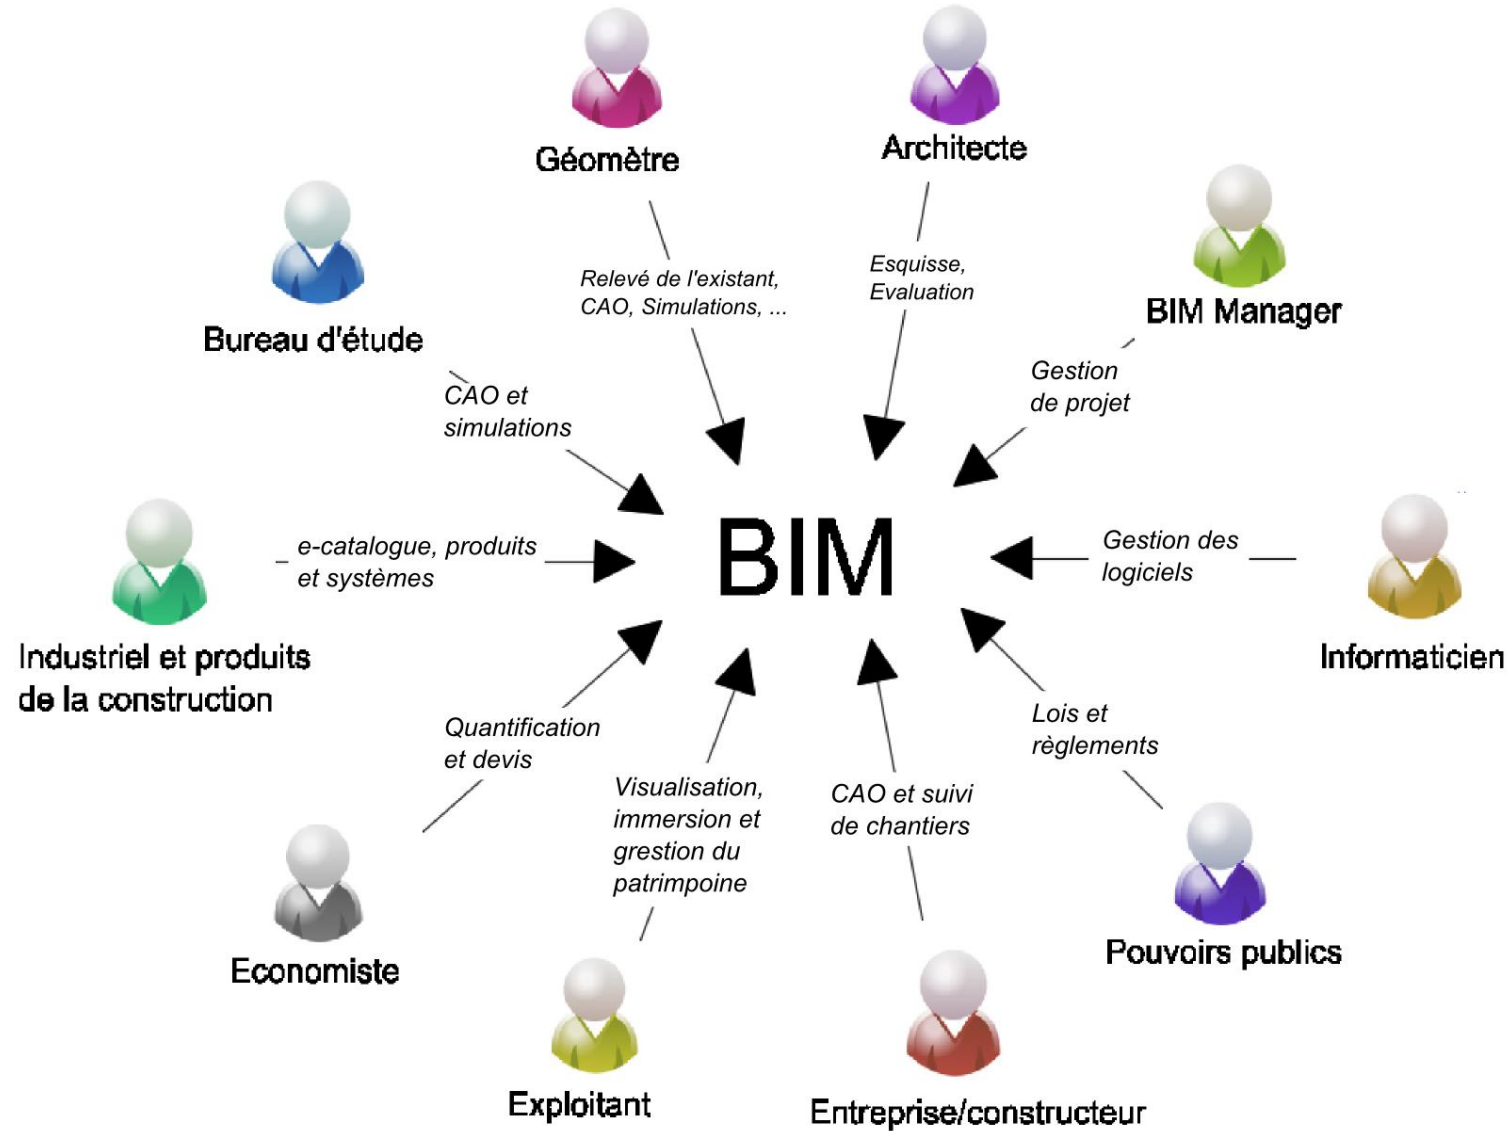 Géomètre
Architecte
Relevé de l'existant,
CAO, Simulations, ...
Esquisse,
Evaluation
BIM Manager
Bureau d'étude
Gestion
de projet
CAO et
simulations
BIM
e-catalogue, produits
et systèmes
Gestion des
logiciels
Industriel et produits
de la construction
Informaticien
Quantification
et devis
Lois et
règlements
Visualisation,
immersion et
grestion du
patrimpoine
CAO et suivi
de chantiers
Economiste
Pouvoirs publics
Exploitant
Entreprise/constructeur